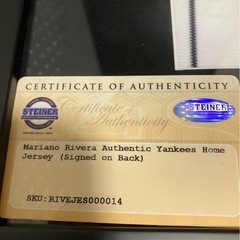 CERTIFICATE OF AUTHENTICITY
STEINER
Certificate of
Authenticity
STEINER
Mariano Rivera Authentic Yankees Home
Jersey (Signed on Back)
SKU:RIVEJES000014